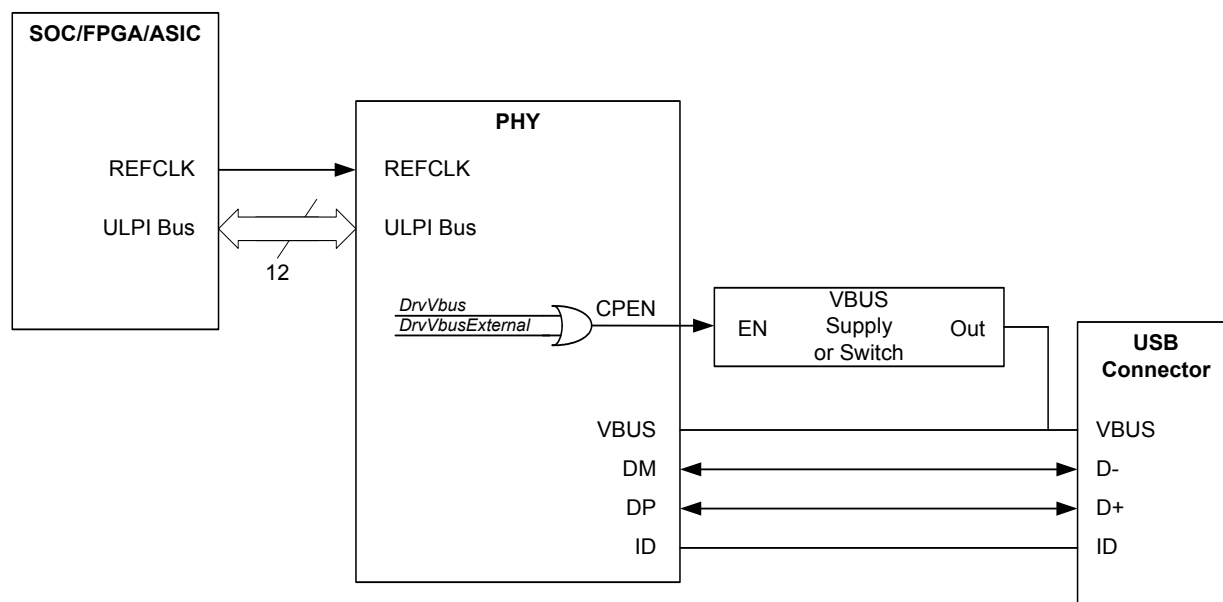 SOC/FPGA/ASIC
REFCLK
ULPI Bus
12
PHY
REFCLK
ULPI Bus
DrvVbus
DrvVbusExternal
CPEN
VBUS
DM
DP
ID
EN
VBUS
Supply
or Switch
Out
USB
Connector
VBUS
D-
D+
ID